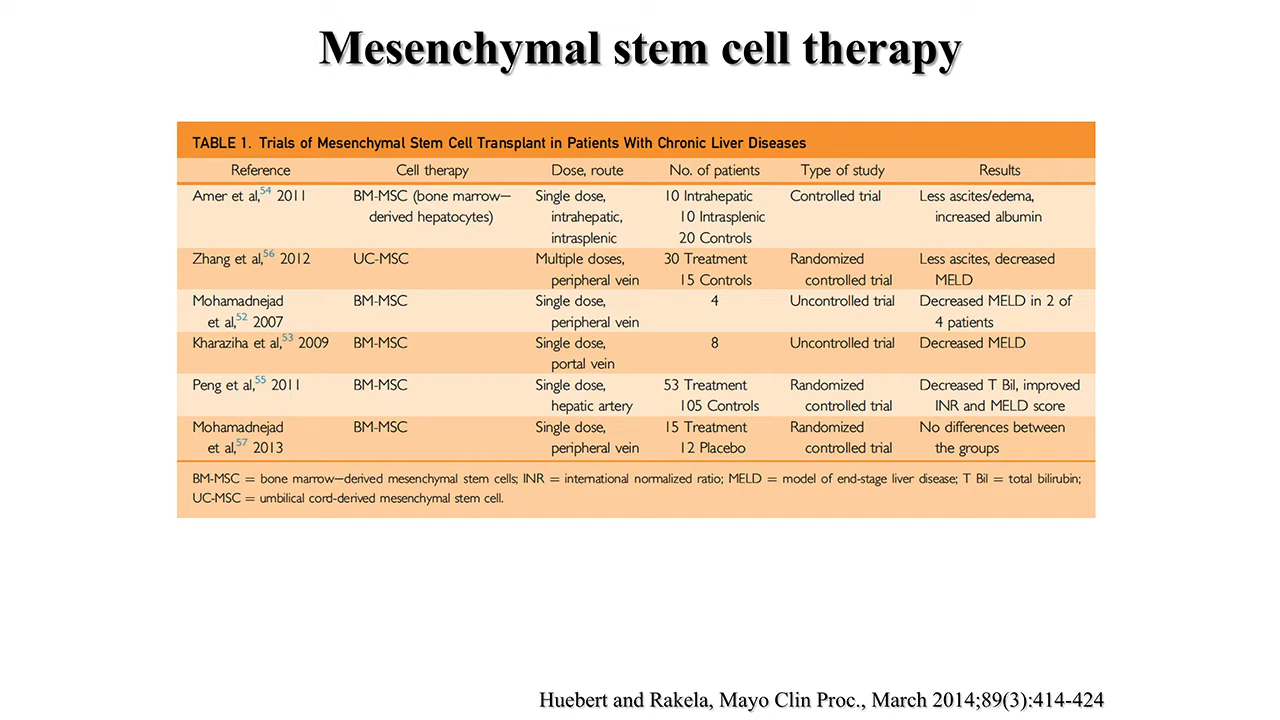 Mesenchymal stem cell therapy
TABLE 1. Trials of Mesenchymal Stem Cell Transplant in Patients With Chronic Liver Diseases
Reference Cell therapy Dose, route No. of patients Type of study Results
Amer et al,54 2011 BM-MSC (bone marrow– Single dose, 10 Intrahepatic Controlled trial Less ascites/edema,
derived hepatocytes) intrahepatic, 10 Intrasplenic increased albumin
intrasplenic 20 Controls
Zhang et al,56 2012 UC-MSC Multiple doses, 30 Treatment Randomized Less ascites, decreased
peripheral vein 15 Controls controlled trial MELD
Mohamadnejad BM-MSC Single dose, 4 Uncontrolled trial Decreased MELD in 2 of
et al,52 2007 peripheral vein 4 patients
Kharaziha et al,53 2009 BM-MSC Single dose, 8 Uncontrolled trial Decreased MELD
portal vein
Peng et al,55 2011 BM-MSC Single dose, 53 Treatment Randomized Decreased T Bil, improved
hepatic artery 105 Controls controlled trial INR and MELD score
Mohamadnejad BM-MSC Single dose, 15 Treatment Randomized No differences between
et al,57 2013 peripheral vein 12 Placebo controlled trial the groups
BM-MSC = bone marrow–derived mesenchymal stem cells; INR = international normalized ratio; MELD = model of end-stage liver disease; T Bil = total bilirubin;
UC-MSC = umbilical cord-derived mesenchymal stem cell.
Huebert and Rakela, Mayo Clin Proc., March 2014;89(3):414-424